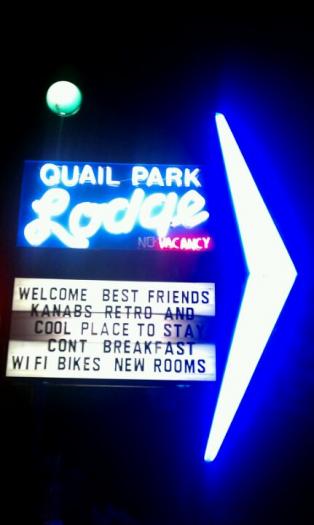 QUAIL PARK
Lodge
NO VACANCY
WELCOME BEST FRIENDS
KANABS RETRO AND
COOL PLACE TO STAY
CONT BREAKFAST
WIFI BIKES NEW ROOMS